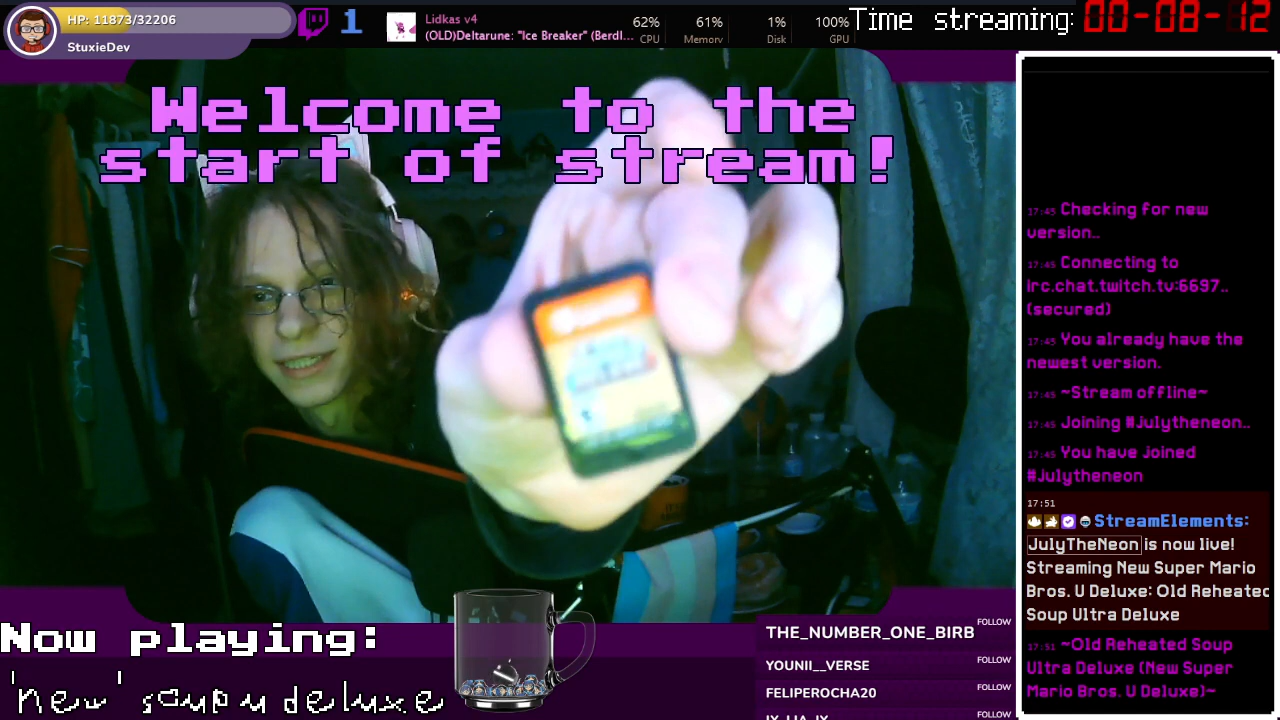 HP: 11873/32206
StuxieDev
1
Lidkas v4
(OLD)Deltarune: "Ice Breaker" (Berdl...
62%
CPU
61%
Memory
1%
Disk
100%
GPU
Time streaming:
00-08-12
Welcome to the
start of stream!
17:45 Checking for new
version..
17:45 Connecting to
irc.chat.twitch.tv:6697..
(secured)
17:45 You already have the
newest version.
17:45 ~Stream offline~
17:45 Joining #Julytheneon..
17:45 You have Joined
#Julytheneon
17:51
StreamElements:
JulyTheNeon is now live!
Streaming New Super Mario
Bros. U Deluxe: Old Reheated
Soup Ultra Deluxe
17:51 ~Old Reheated Soup
Ultra Deluxe (New Super
Mario Bros. U Deluxe)~
Now playing:
'new' soup u deluxe
THE_NUMBER_ONE_BIRB FOLLOW
YOUNII__VERSE FOLLOW
FELIPEROCHA20 FOLLOW
FOLLOW